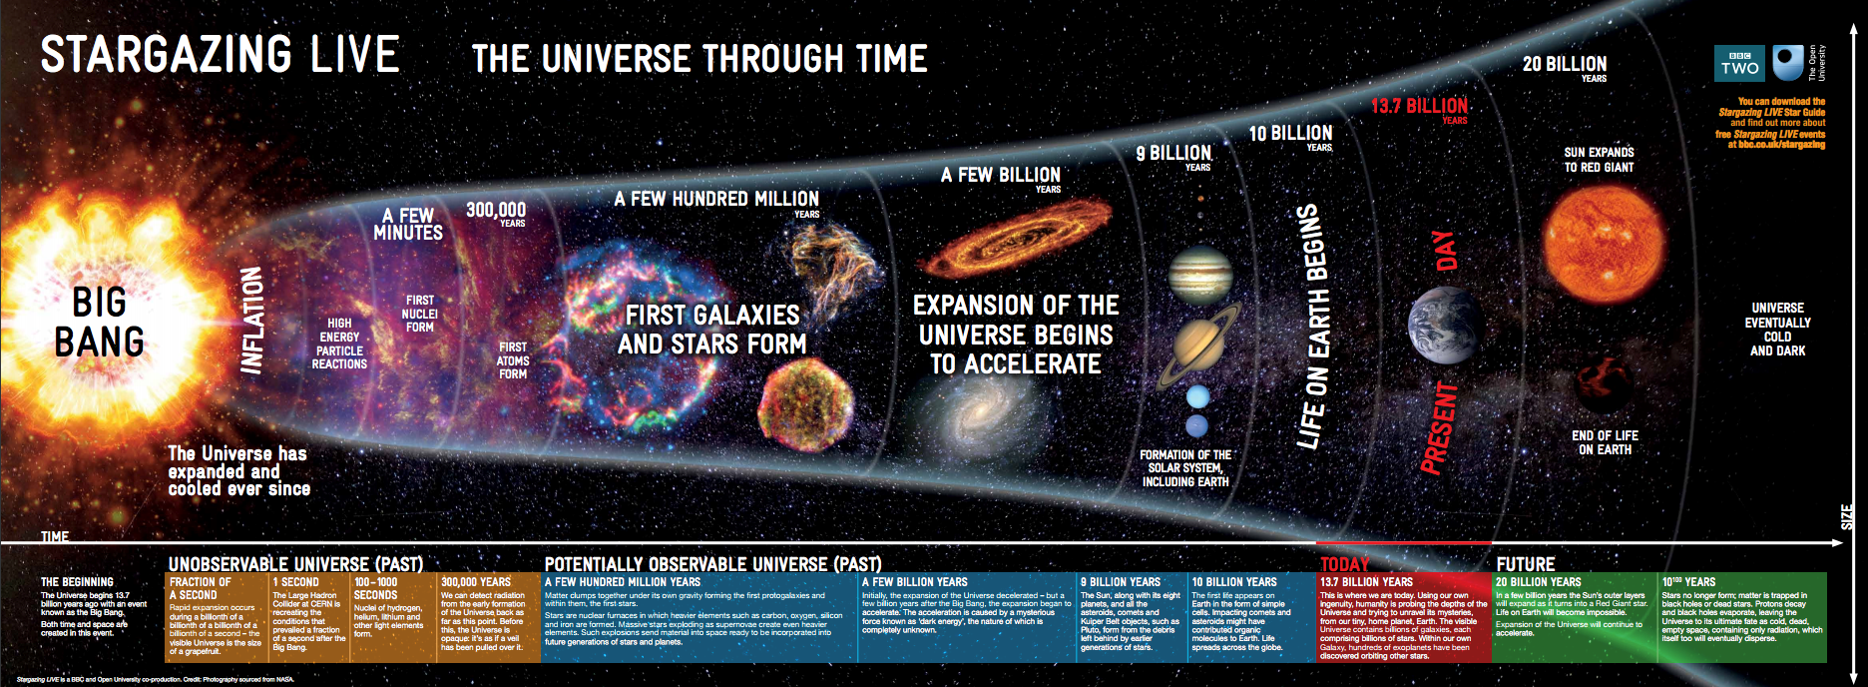 STARGAZING LIVE
THE UNIVERSE THROUGH TIME
BBC
TWO
The Open
University
You can download the
Stargazing LIVE Star Guide
and find out more about
free Stargazing LIVE events
at bbc.co.uk/stargazing
BIG
BANG
INFLATION
HIGH
ENERGY
PARTICLE
REACTIONS
A FEW
MINUTES
FIRST
NUCLEI
FORM
300,000
YEARS
FIRST
ATOMS
FORM
A FEW HUNDRED MILLION
YEARS
FIRST GALAXIES
AND STARS FORM
A FEW BILLION
YEARS
EXPANSION OF THE
UNIVERSE BEGINS
TO ACCELERATE
9 BILLION
YEARS
FORMATION OF THE
SOLAR SYSTEM,
INCLUDING EARTH
10 BILLION
YEARS
LIFE ON EARTH BEGINS
13.7 BILLION
YEARS
PRESENT DAY
20 BILLION
YEARS
SUN EXPANDS
TO RED GIANT
END OF LIFE
ON EARTH
UNIVERSE
EVENTUALLY
COLD
AND DARK
The Universe has
expanded and
cooled ever since
TIME
SIZE
THE BEGINNING
The Universe begins 13.7
billion years ago with an event
known as the Big Bang.
Both time and space are
created in this event.
UNOBSERVABLE UNIVERSE (PAST)
FRACTION OF
A SECOND
Rapid expansion occurs
during a billionth of a
billionth of a billionth of a
billionth of a second – the
visible Universe is the size
of a grapefruit.
1 SECOND
The Large Hadron
Collider at CERN is
recreating the
conditions that
prevailed a fraction
of a second after the
Big Bang.
100–1000
SECONDS
Nuclei of hydrogen,
helium, lithium and
other light elements
form.
300,000 YEARS
We can detect radiation
from the early formation
of the Universe back as
far as this point. Before
this, the Universe is
opaque: it's as if a veil
has been pulled over it.
POTENTIALLY OBSERVABLE UNIVERSE (PAST)
A FEW HUNDRED MILLION YEARS
Matter clumps together under its own gravity forming the first protogalaxies and
within them, the first stars.
Stars are nuclear furnaces in which heavier elements such as carbon, oxygen, silicon
and iron are formed. Massive stars exploding as supernovae create even heavier
elements. Such explosions send material into space ready to be incorporated into
future generations of stars and planets.
A FEW BILLION YEARS
Initially, the expansion of the Universe decelerated – but a
few billion years after the Big Bang, the expansion began to
accelerate. The acceleration is caused by a mysterious
force known as 'dark energy', the nature of which is
completely unknown.
9 BILLION YEARS
The Sun, along with its eight
planets, and all the
asteroids, comets and
Kuiper Belt objects, such as
Pluto, form from the debris
left behind by earlier
generations of stars.
10 BILLION YEARS
The first life appears on
Earth in the form of simple
cells. Impacting comets and
asteroids might have
contributed organic
molecules to Earth. Life
spreads across the globe.
TODAY
13.7 BILLION YEARS
This is where we are today. Using our own
ingenuity, humanity is probing the depths of the
Universe and trying to unravel its mysteries,
from our tiny, home planet, Earth. The visible
Universe contains billions of galaxies, each
comprising billions of stars. Within our own
Galaxy, hundreds of exoplanets have been
discovered orbiting other stars.
FUTURE
20 BILLION YEARS
In a few billion years the Sun's outer layers
will expand as it turns into a Red Giant star.
Life on Earth will become impossible.
Expansion of the Universe will continue to
accelerate.
10¹⁰⁰ YEARS
Stars no longer form; matter is trapped in
black holes or dead stars. Protons decay
and black holes evaporate, leaving the
Universe to its ultimate fate as cold, dead,
empty space, containing only radiation, which
itself too will eventually disperse.
Stargazing LIVE is a BBC and Open University co-production. Credit: Photography sourced from NASA.